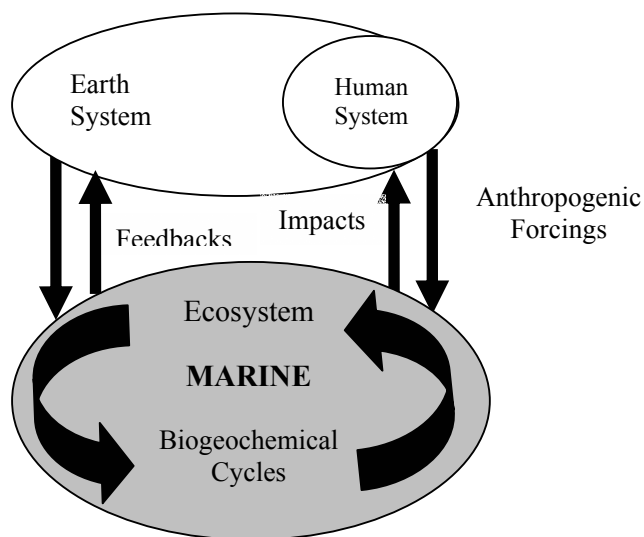 Earth
System
Human
System
Feedbacks
Impacts
Anthropogenic
Forcings
Ecosystem
MARINE
Biogeochemical
Cycles